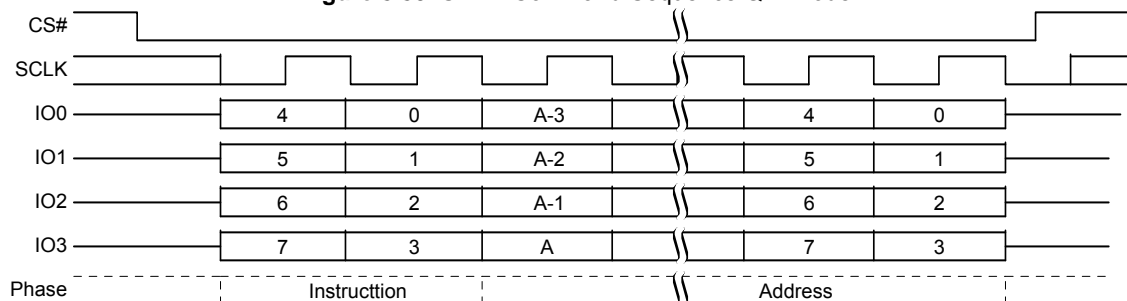 CS#
SCLK
IO0 4 0 A-3 4 0
IO1 5 1 A-2 5 1
IO2 6 2 A-1 6 2
IO3 7 3 A 7 3
Phase Instructtion Address